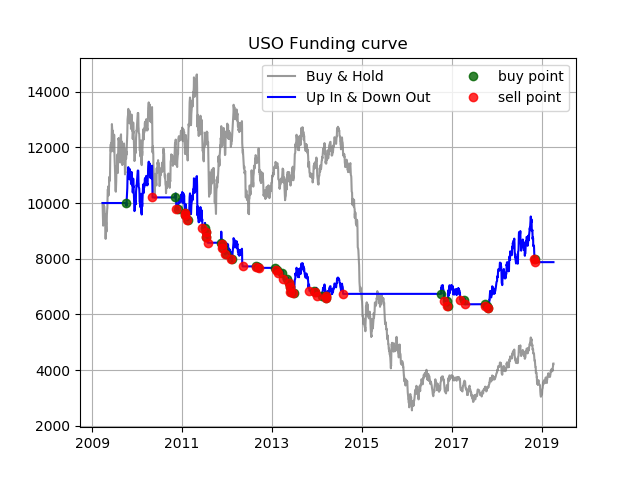 USO Funding curve
Buy & Hold
Up In & Down Out
buy point
sell point
14000
12000
10000
8000
6000
4000
2000
2009 2011 2013 2015 2017 2019